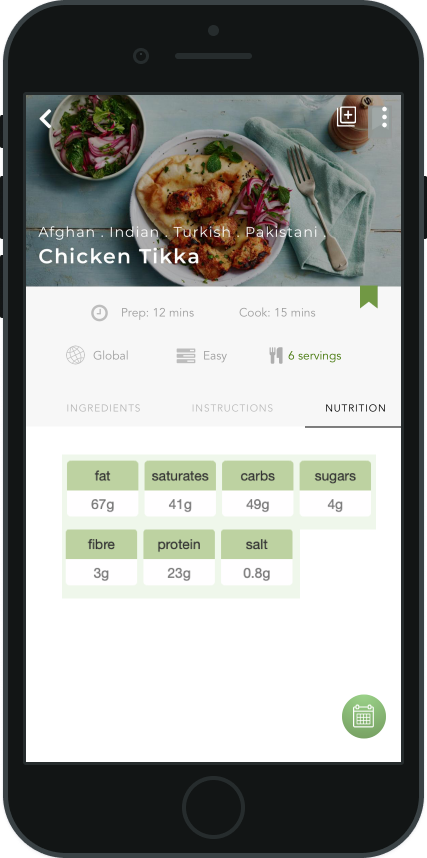 Afghan . Indian . Turkish . Pakistani .
Chicken Tikka
Prep: 12 mins Cook: 15 mins
Global Easy 6 servings
INGREDIENTS INSTRUCTIONS NUTRITION
fat saturates carbs sugars
67g 41g 49g 4g
fibre protein salt
3g 23g 0.8g